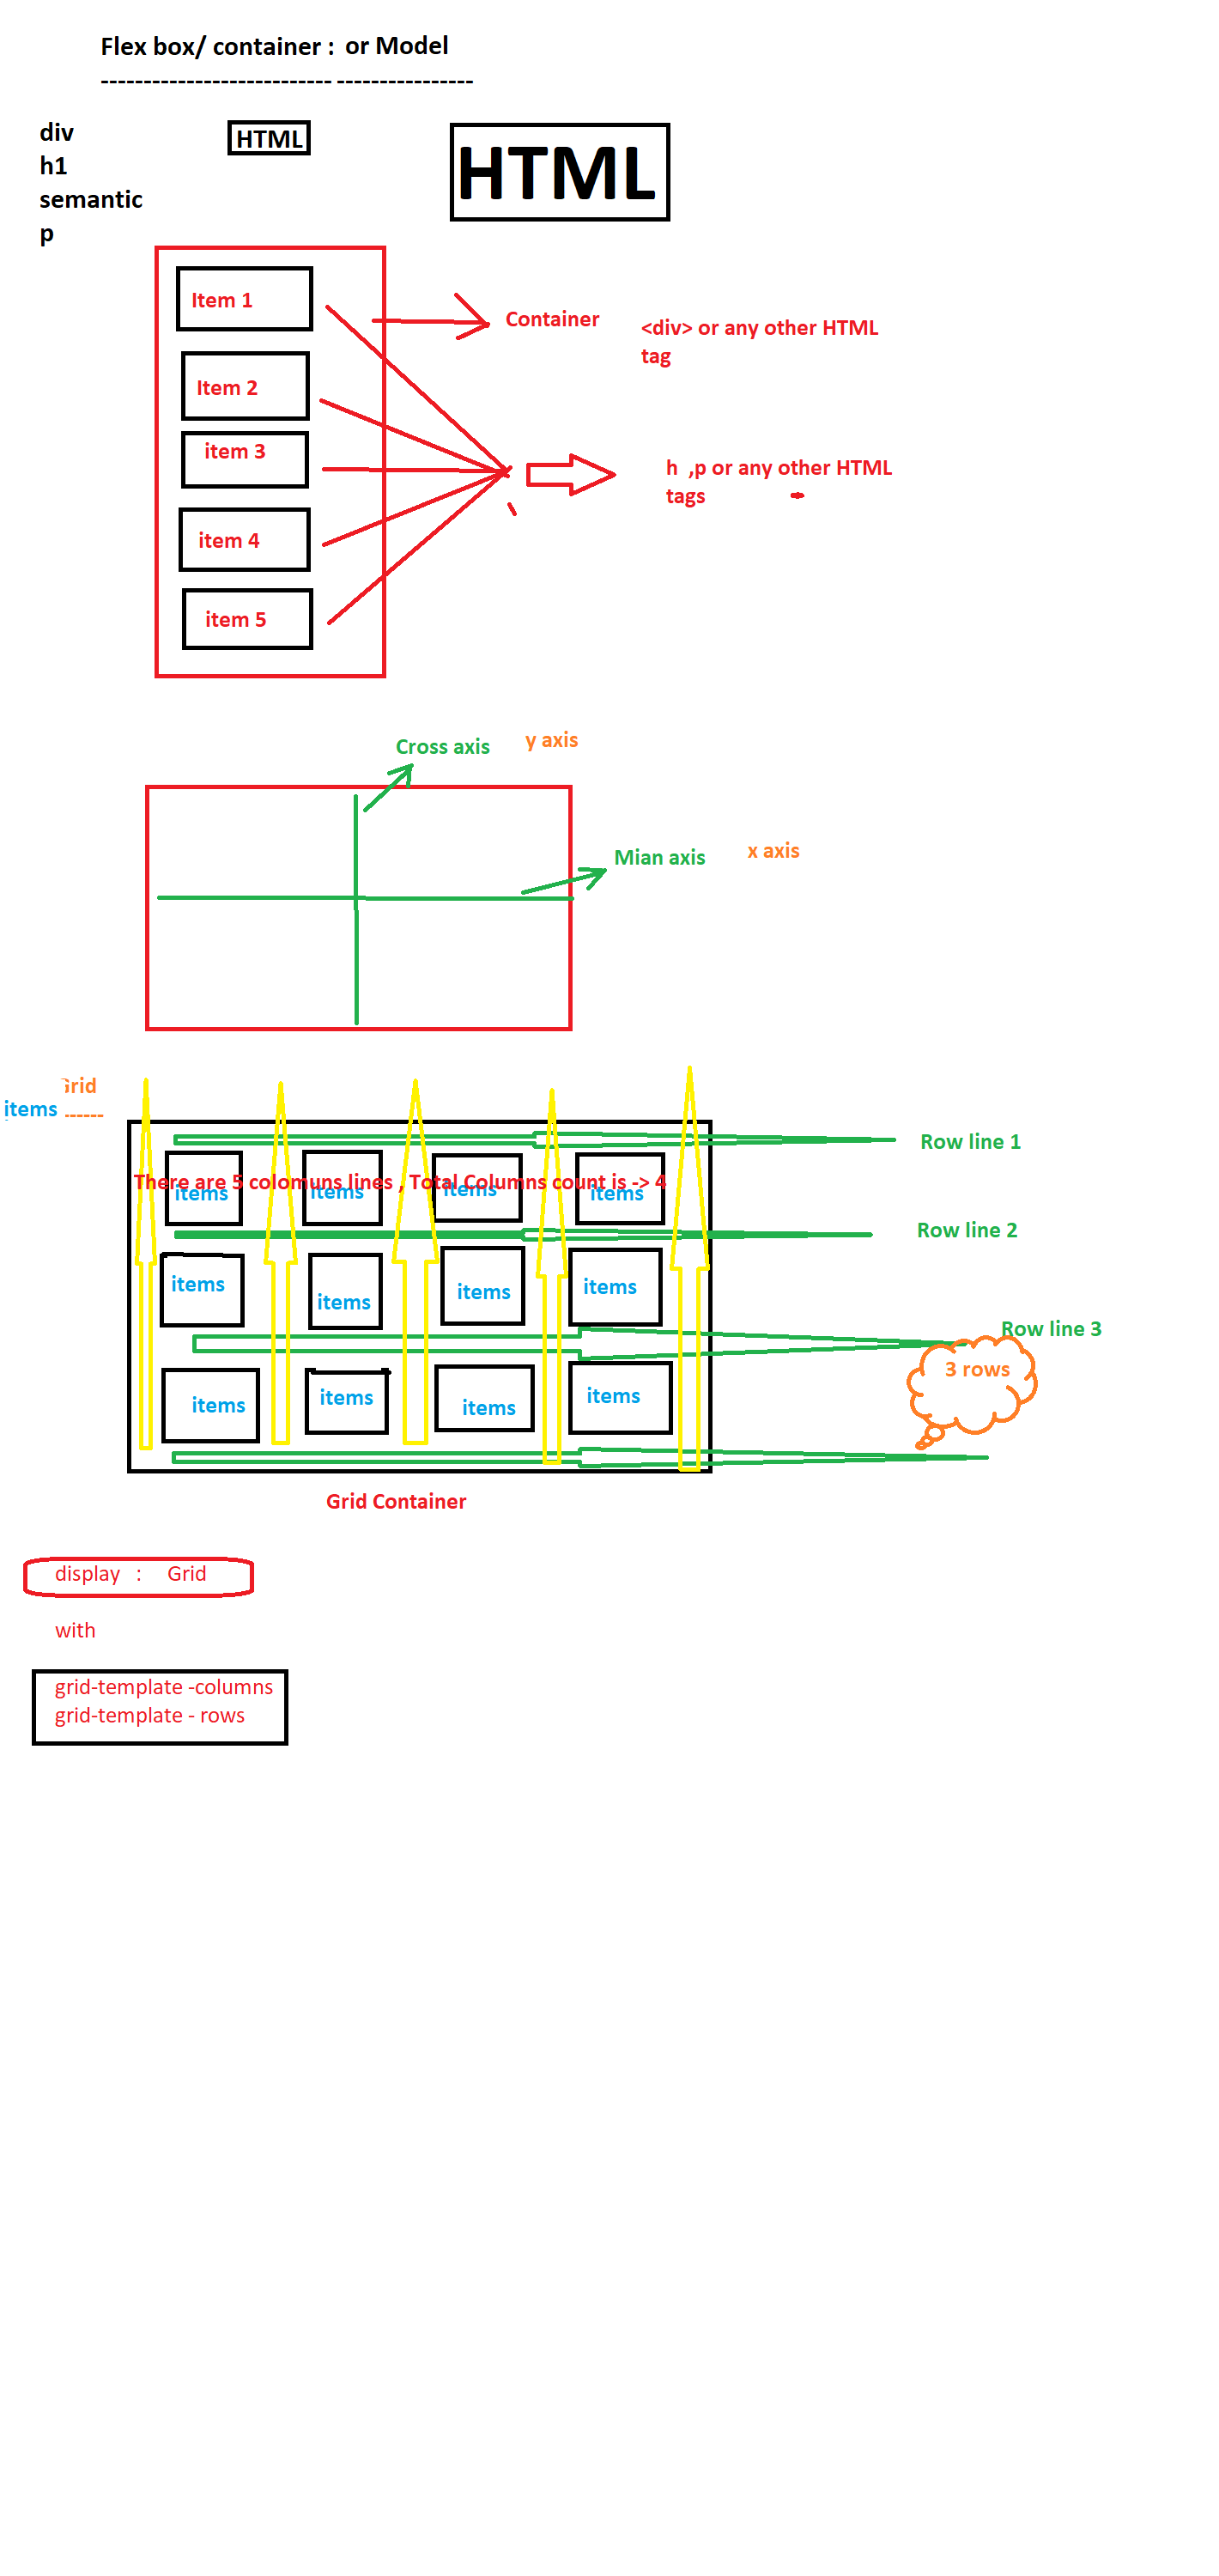 Flex box/ container : or Model
-------------------------- ----------------
div
h1
semantic
p
HTML
HTML
Item 1
Item 2
item 3
item 4
item 5
Container
<div> or any other HTML
tag
h ,p or any other HTML
tags
Cross axis
y axis
Mian axis
x axis
Grid
items
------
Row line 1
There are 5 colomuns lines , Total Columns count is -> 4
items
items
items
items
Row line 2
items
items
items
items
Row line 3
3 rows
items
items
items
items
Grid Container
display : Grid
with
grid-template -columns
grid-template - rows